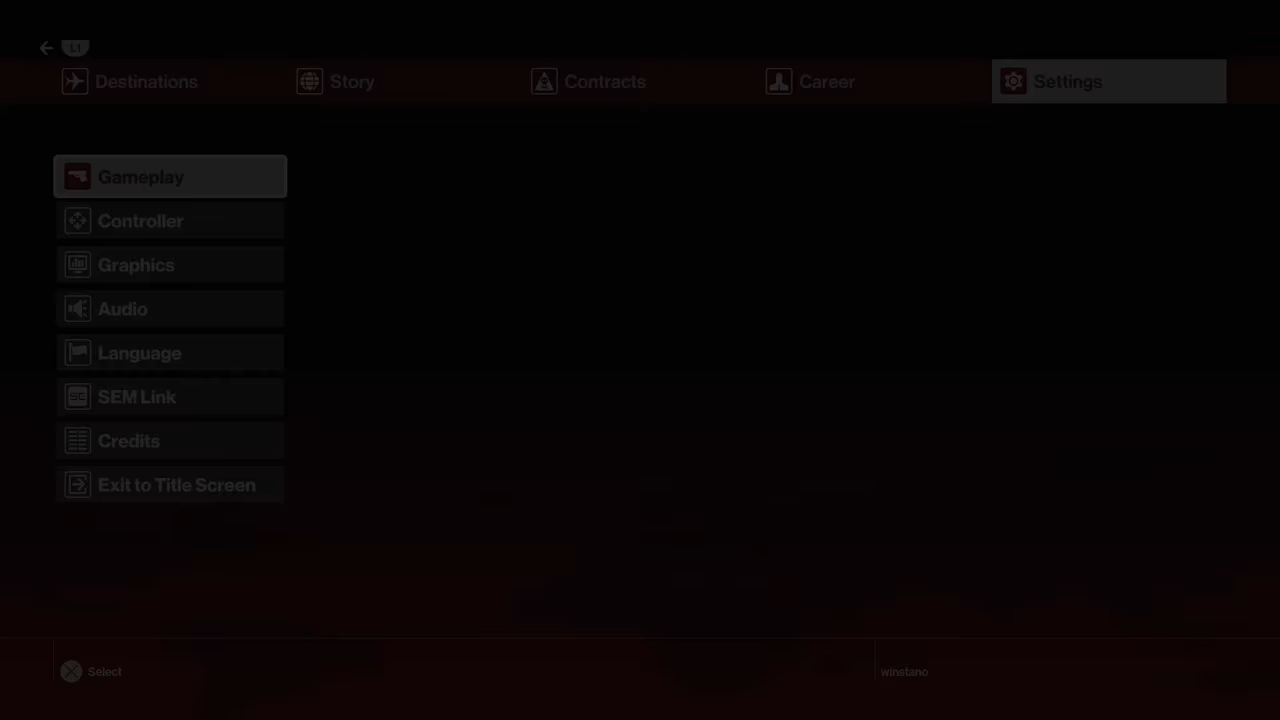 L1
Destinations
Story
Contracts
Career
Settings
Gameplay
Controller
Graphics
Audio
Language
SEM Link
Credits
Exit to Title Screen
Select
winstano